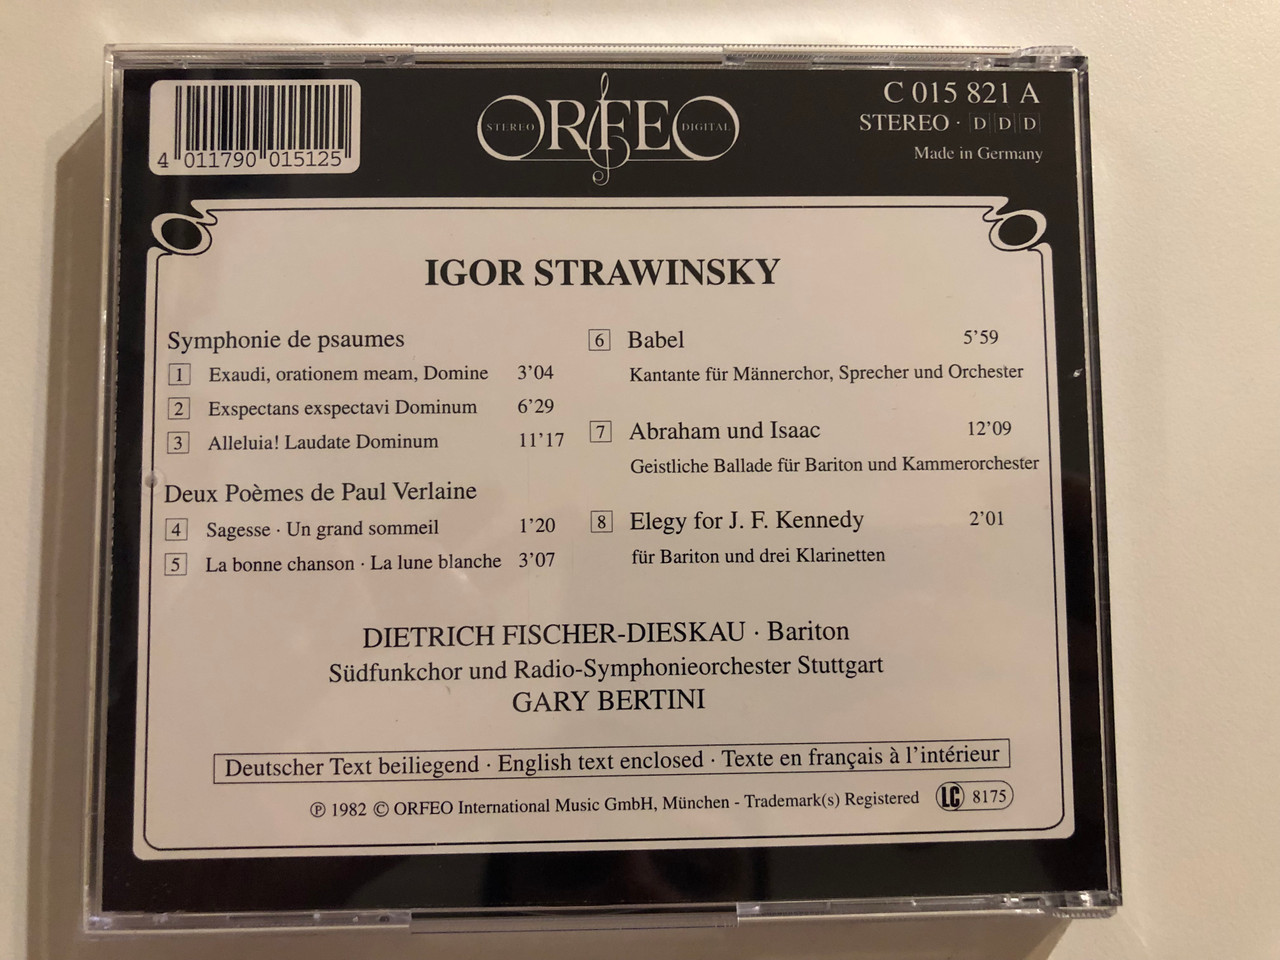 4 011790 015125
STEREO ORFEO DIGITAL
C 015 821 A
STEREO · D D D
Made in Germany
IGOR STRAWINSKY
Symphonie de psaumes
1 Exaudi, orationem meam, Domine 3’04
2 Exspectans exspectavi Dominum 6’29
3 Alleluia! Laudate Dominum 11’17
Deux Poèmes de Paul Verlaine
4 Sagesse · Un grand sommeil 1’20
5 La bonne chanson · La lune blanche 3’07
6 Babel 5’59
Kantante für Männerchor, Sprecher und Orchester
7 Abraham und Isaac 12’09
Geistliche Ballade für Bariton und Kammerorchester
8 Elegy for J. F. Kennedy 2’01
für Bariton und drei Klarinetten
DIETRICH FISCHER-DIESKAU · Bariton
Südfunkchor und Radio-Symphonieorchester Stuttgart
GARY BERTINI
Deutscher Text beiliegend · English text enclosed · Texte en français à l’intérieur
℗ 1982 © ORFEO International Music GmbH, München - Trademark(s) Registered LC 8175